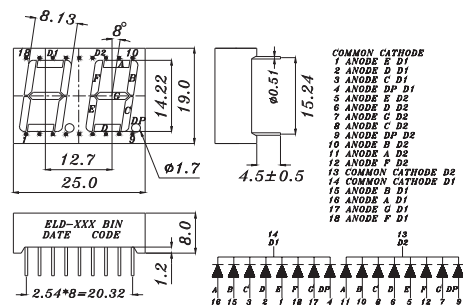 8.13
8°
18 D1 D2 10
A
F B
G
E C
D DP
1 9
14.22
19.0
12.7
ø1.7
25.0
ø0.51
15.24
4.5±0.5
ELD-XXX BIN
DATE CODE
8.0
1.2
2.54*8=20.32
COMMON CATHODE
1 ANODE E D1
2 ANODE D D1
3 ANODE C D1
4 ANODE DP D1
5 ANODE E D2
6 ANODE D D2
7 ANODE G D2
8 ANODE C D2
9 ANODE DP D2
10 ANODE B D2
11 ANODE A D2
12 ANODE F D2
13 COMMON CATHODE D2
14 COMMON CATHODE D1
15 ANODE B D1
16 ANODE A D1
17 ANODE G D1
18 ANODE F D1
14 13
D1 D2
A B C D E F G DP A B C D E F G DP
16 15 3 2 1 18 17 4 11 10 8 6 5 12 7 9